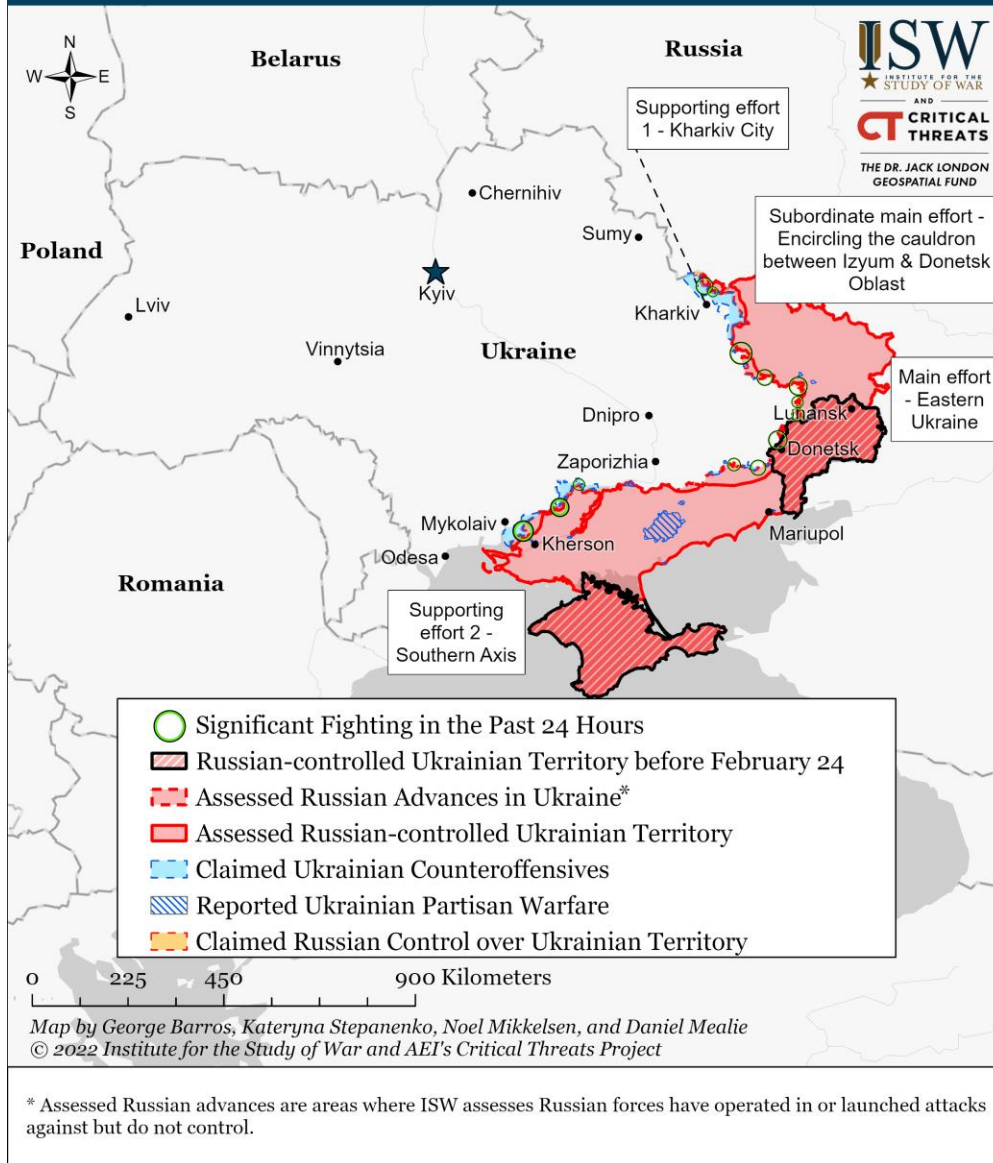 N
W E
S
Belarus
Russia
ISW
INSTITUTE FOR THE
STUDY OF WAR
AND
CT CRITICAL
THREATS
THE DR. JACK LONDON
GEOSPATIAL FUND
Supporting effort
1 - Kharkiv City
Chernihiv
Sumy
Subordinate main effort -
Encircling the cauldron
between Izyum & Donetsk
Oblast
Poland
Kyiv
Lviv
Kharkiv
Vinnytsia
Ukraine
Main effort
- Eastern
Ukraine
Dnipro
Luhansk
Donetsk
Zaporizhia
Mykolaiv
Mariupol
Odesa
Kherson
Romania
Supporting
effort 2 -
Southern Axis
Significant Fighting in the Past 24 Hours
Russian-controlled Ukrainian Territory before February 24
Assessed Russian Advances in Ukraine*
Assessed Russian-controlled Ukrainian Territory
Claimed Ukrainian Counteroffensives
Reported Ukrainian Partisan Warfare
Claimed Russian Control over Ukrainian Territory
0 225 450 900 Kilometers
Map by George Barros, Kateryna Stepanenko, Noel Mikkelsen, and Daniel Mealie
© 2022 Institute for the Study of War and AEI's Critical Threats Project
* Assessed Russian advances are areas where ISW assesses Russian forces have operated in or launched attacks
against but do not control.